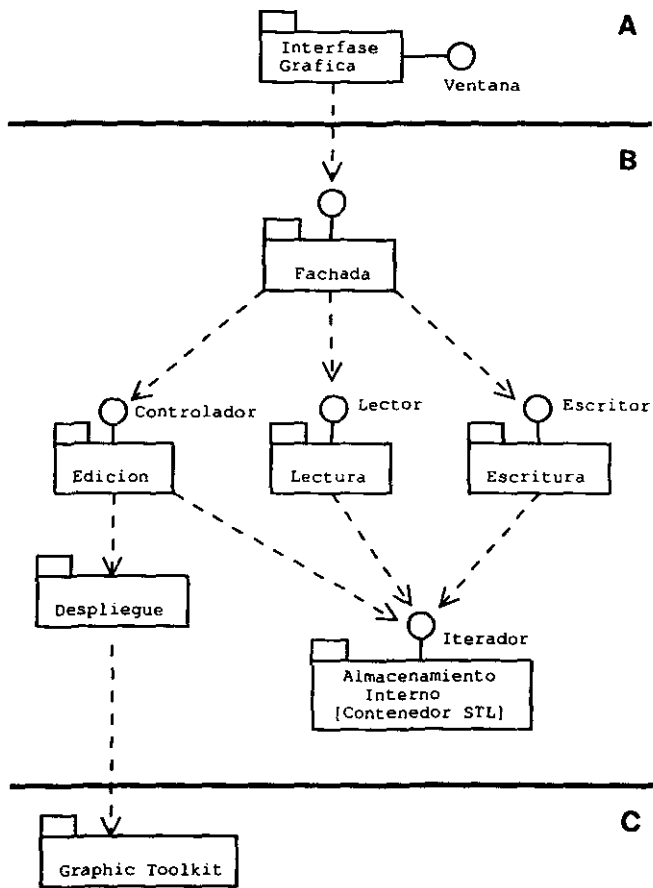 A
Interfase
Grafica
Ventana
B
Fachada
Controlador
Lector
Escritor
Edicion
Lectura
Escritura
Despliegue
Iterador
Almacenamiento
Interno
[Contenedor STL]
C
Graphic Toolkit